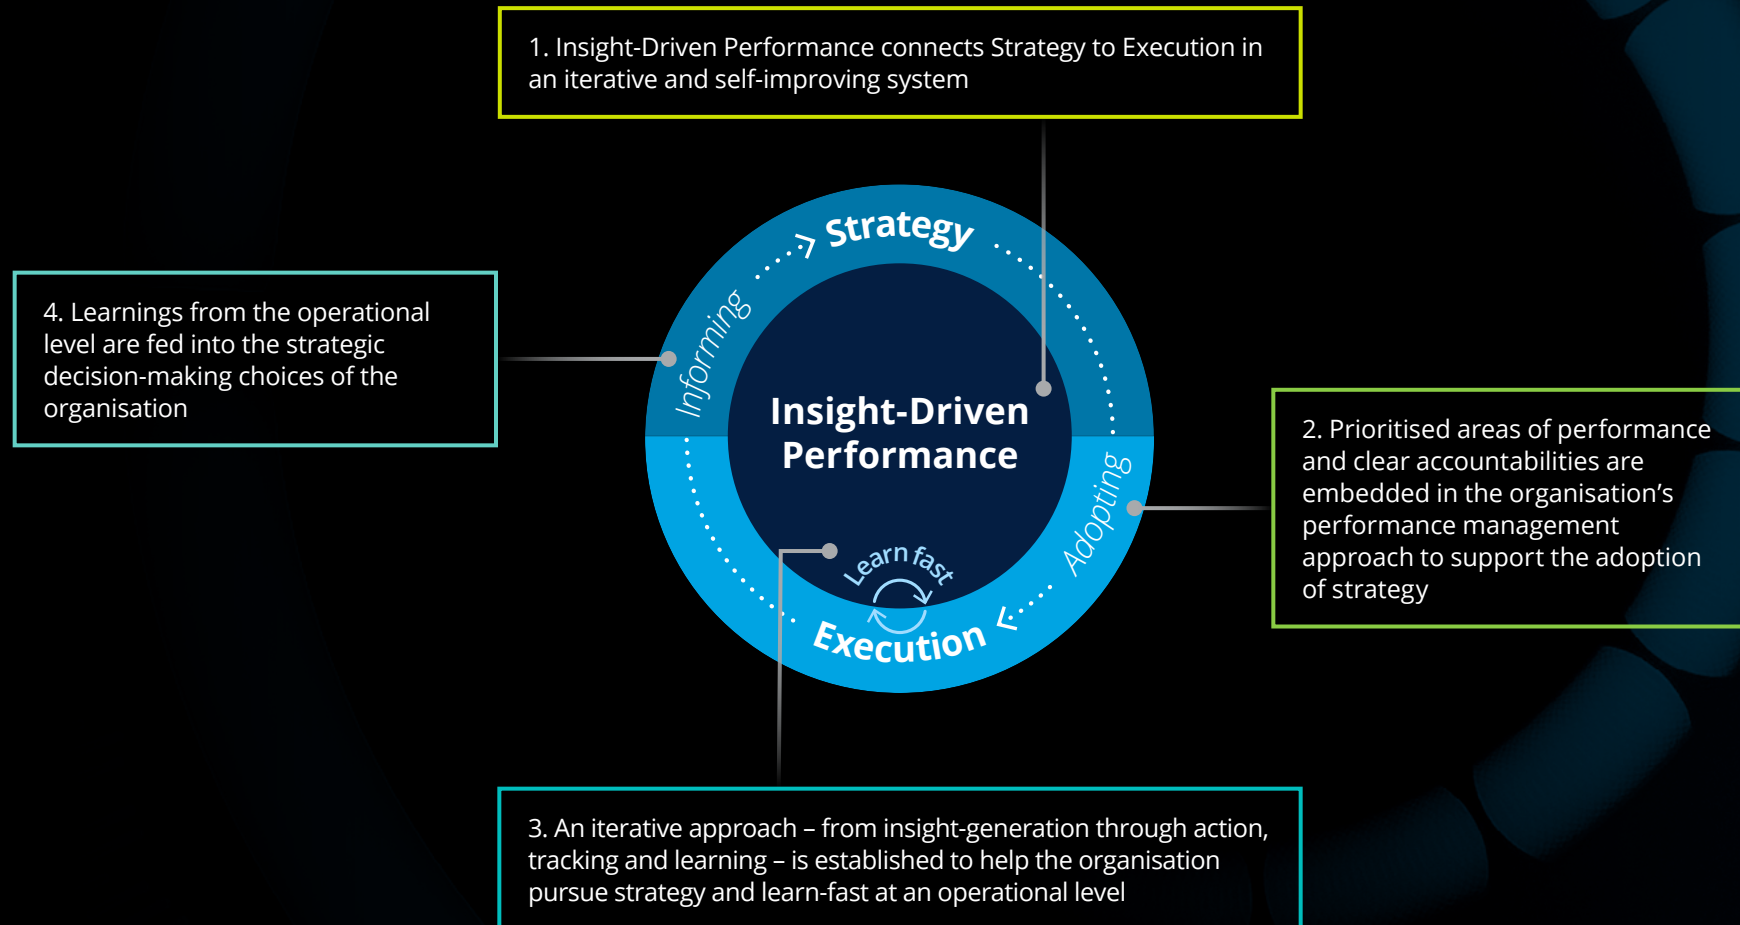 1. Insight-Driven Performance connects Strategy to Execution in
an iterative and self-improving system
Strategy
Informing
4. Learnings from the operational
level are fed into the strategic
decision-making choices of the
organisation
Insight-Driven
Performance
Adopting
2. Prioritised areas of performance
and clear accountabilities are
embedded in the organisation’s
performance management
approach to support the adoption
of strategy
Learn fast
Execution
3. An iterative approach – from insight-generation through action,
tracking and learning – is established to help the organisation
pursue strategy and learn-fast at an operational level